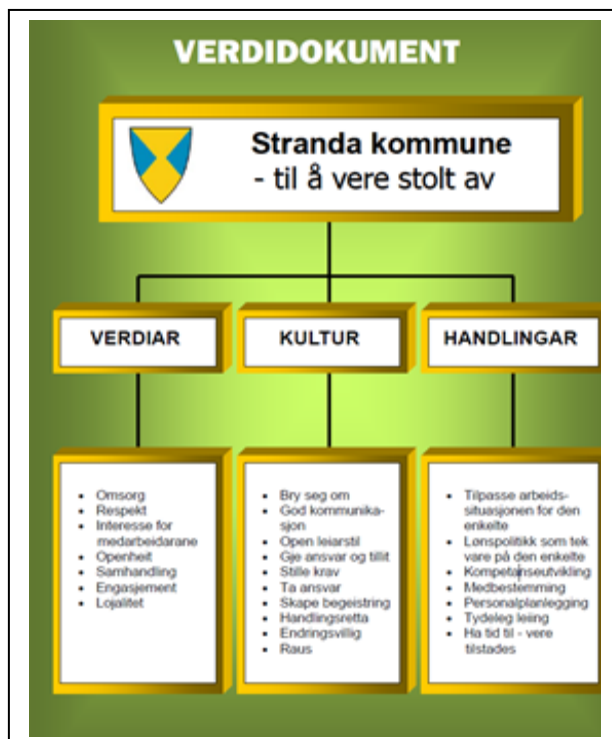 VERDIDOKUMENT
Stranda kommune
- til å vere stolt av
VERDIAR
KULTUR
HANDLINGAR
• Omsorg
• Respekt
• Interesse for
medarbeidarane
• Openheit
• Samhandling
• Engasjement
• Lojalitet
• Bry seg om
• God kommunika-
sjon
• Open leiarstil
• Gje ansvar og tillit
• Stille krav
• Ta ansvar
• Skape begeistring
• Handlingsretta
• Endringsvillig
• Raus
• Tilpasse arbeids-
situasjonen for den
enkelte
• Lønspolitikk som tek
vare på den enkelte
• Kompetanseutvikling
• Medbestemming
• Personalplanlegging
• Tydeleg leiing
• Ha tid til - vere
tilstades